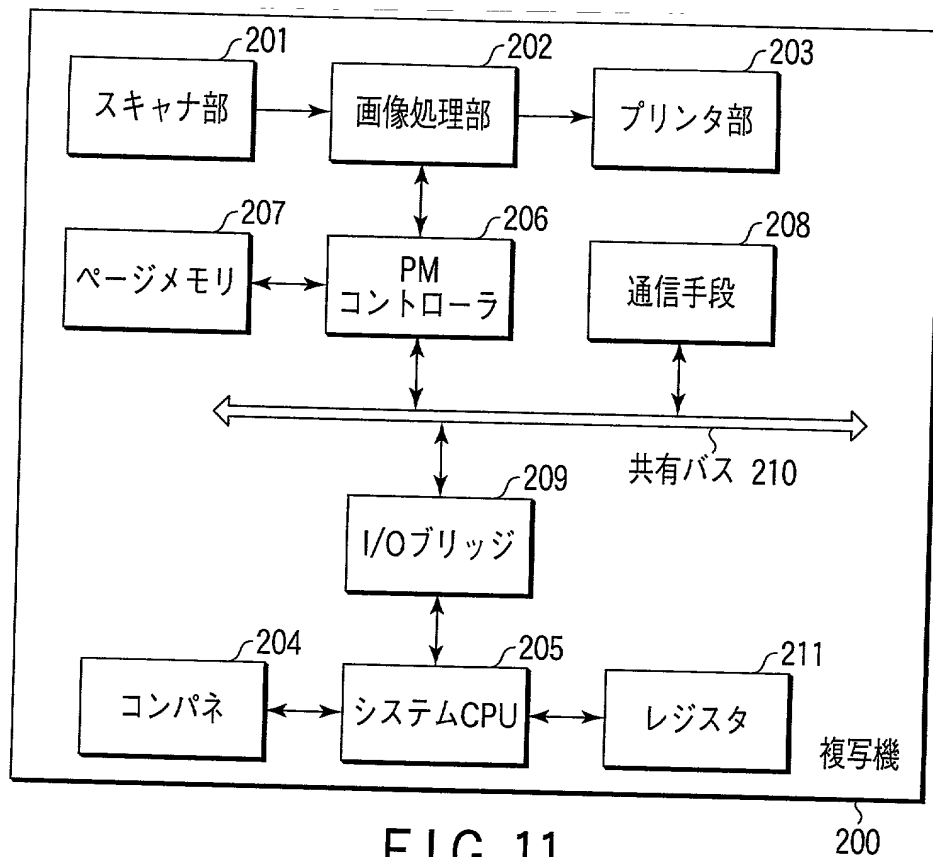 201
スキャナ部
202
画像処理部
203
プリンタ部
207
ページメモリ
206
PM
コントローラ
208
通信手段
共有バス 210
209
I/Oブリッジ
204
コンパネ
205
システムCPU
211
レジスタ
複写機
200
FIG. 11